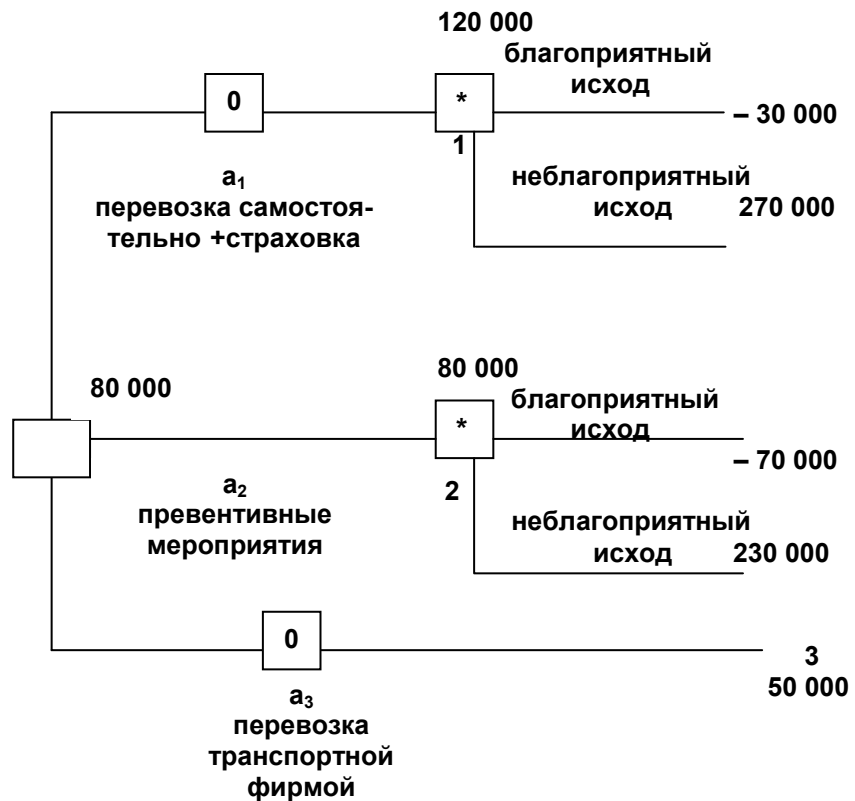 120 000
благоприятный
исход
0
*
– 30 000
1
a₁
перевозка самостоя-
тельно +страховка
неблагоприятный
исход
270 000
80 000
80 000
благоприятный
исход
*
– 70 000
a₂
превентивные
мероприятия
2
неблагоприятный
исход
230 000
0
3
50 000
a₃
перевозка
транспортной
фирмой